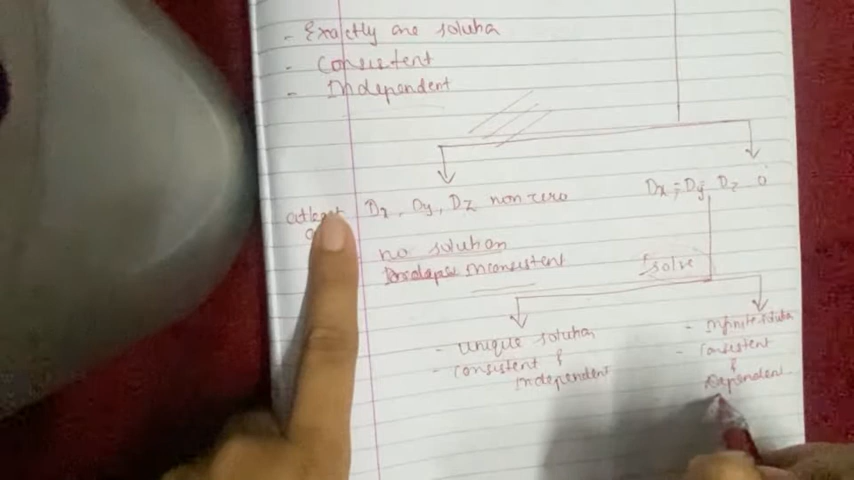 - Exactly one solution
- Consistent
- Independent
atleast Dx, Dy, Dz non zero
no solution
Inconsistent
Dx = Dy = Dz 0
solve
- Unique solution
- Consistent &
Independent
- Infinite solution
- Consistent
&
Dependent